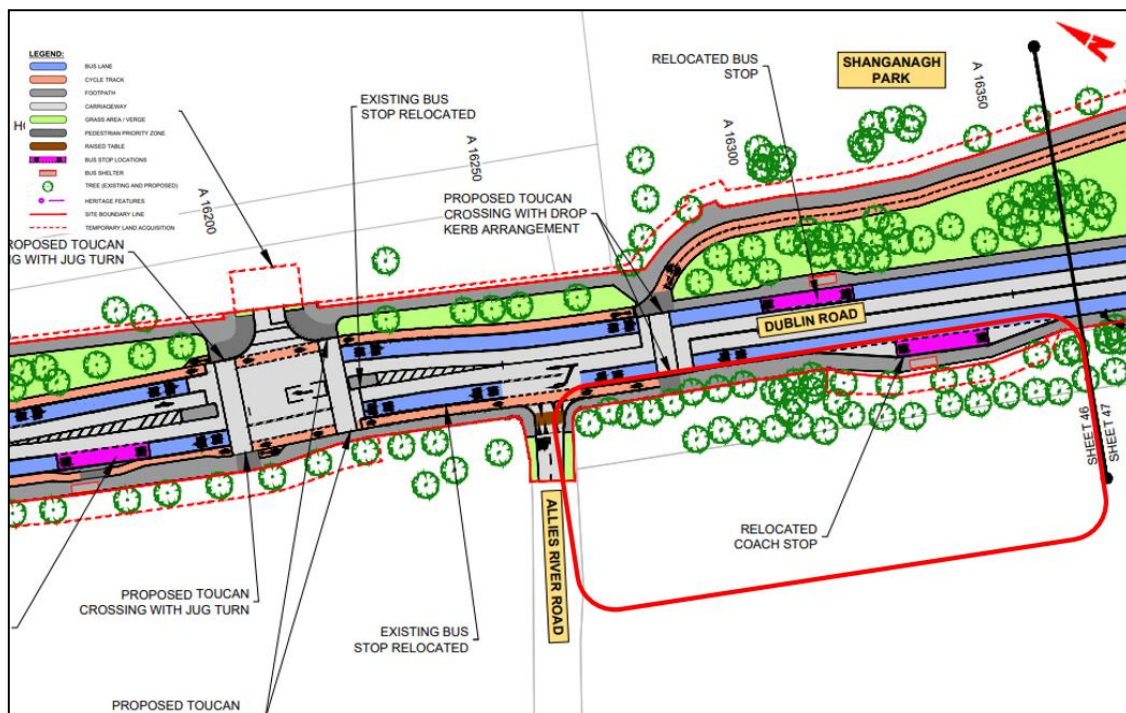 LEGEND:
BUS LANE
CYCLE TRACK
FOOTPATH
CARRIAGEWAY
GRASS AREA / VERGE
PEDESTRIAN PRIORITY ZONE
RAISED TABLE
BUS STOP LOCATIONS
BUS SHELTER
TREE (EXISTING AND PROPOSED)
HERITAGE FEATURES
SITE BOUNDARY LINE
TEMPORARY LAND ACQUISITION
EXISTING BUS
STOP RELOCATED
RELOCATED BUS
STOP
SHANGANAGH
PARK
N
A 16200
A 16250
A 16300
A 16350
PROPOSED TOUCAN
CROSSING WITH DROP
KERB ARRANGEMENT
ROPOSED TOUCAN
NG WITH JUG TURN
DUBLIN ROAD
SHEET 46
SHEET 47
ALLIES RIVER ROAD
RELOCATED
COACH STOP
PROPOSED TOUCAN
CROSSING WITH JUG TURN
EXISTING BUS
STOP RELOCATED
PROPOSED TOUCAN